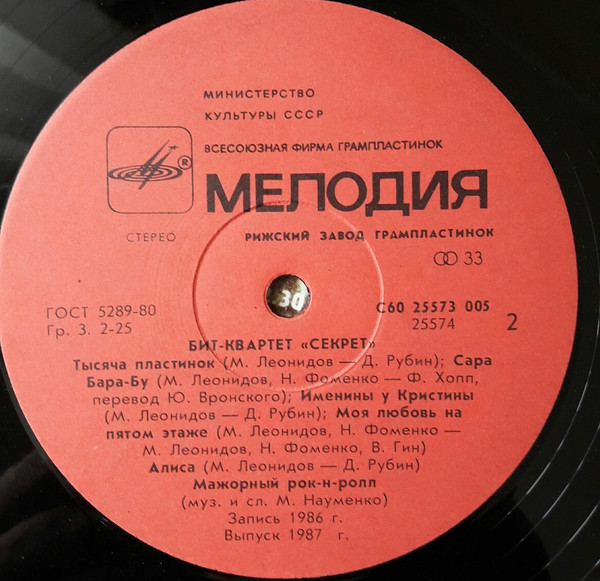 МИНИСТЕРСТВО
КУЛЬТУРЫ СССР
ВСЕСОЮЗНАЯ ФИРМА ГРАМПЛАСТИНОК
®
МЕЛОДИЯ
СТЕРЕО
РИЖСКИЙ ЗАВОД ГРАМПЛАСТИНОК
33
ГОСТ 5289-80
Гр. 3. 2-25
С60 25573 005
25574
2
БИТ-КВАРТЕТ «СЕКРЕТ»
Тысяча пластинок (М. Леонидов — Д. Рубин); Сара
Бара-Бу (М. Леонидов, Н. Фоменко — Ф. Хопп,
перевод Ю. Вронского); Именины у Кристины
(М. Леонидов — Д. Рубин); Моя любовь на
пятом этаже (М. Леонидов, Н. Фоменко —
М. Леонидов, Н. Фоменко, В. Гин)
Алиса (М. Леонидов — Д. Рубин)
Мажорный рок-н-ролл
(муз. и сл. М. Науменко)
Запись 1986 г.
Выпуск 1987 г.